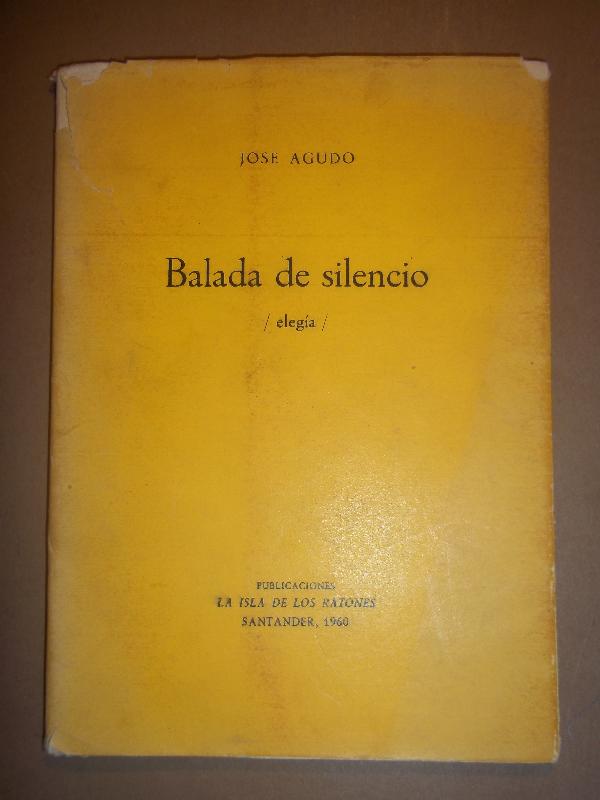 JOSE AGUDO
Balada de silencio
/ elegía /
PUBLICACIONES
LA ISLA DE LOS RATONES
SANTANDER, 1960